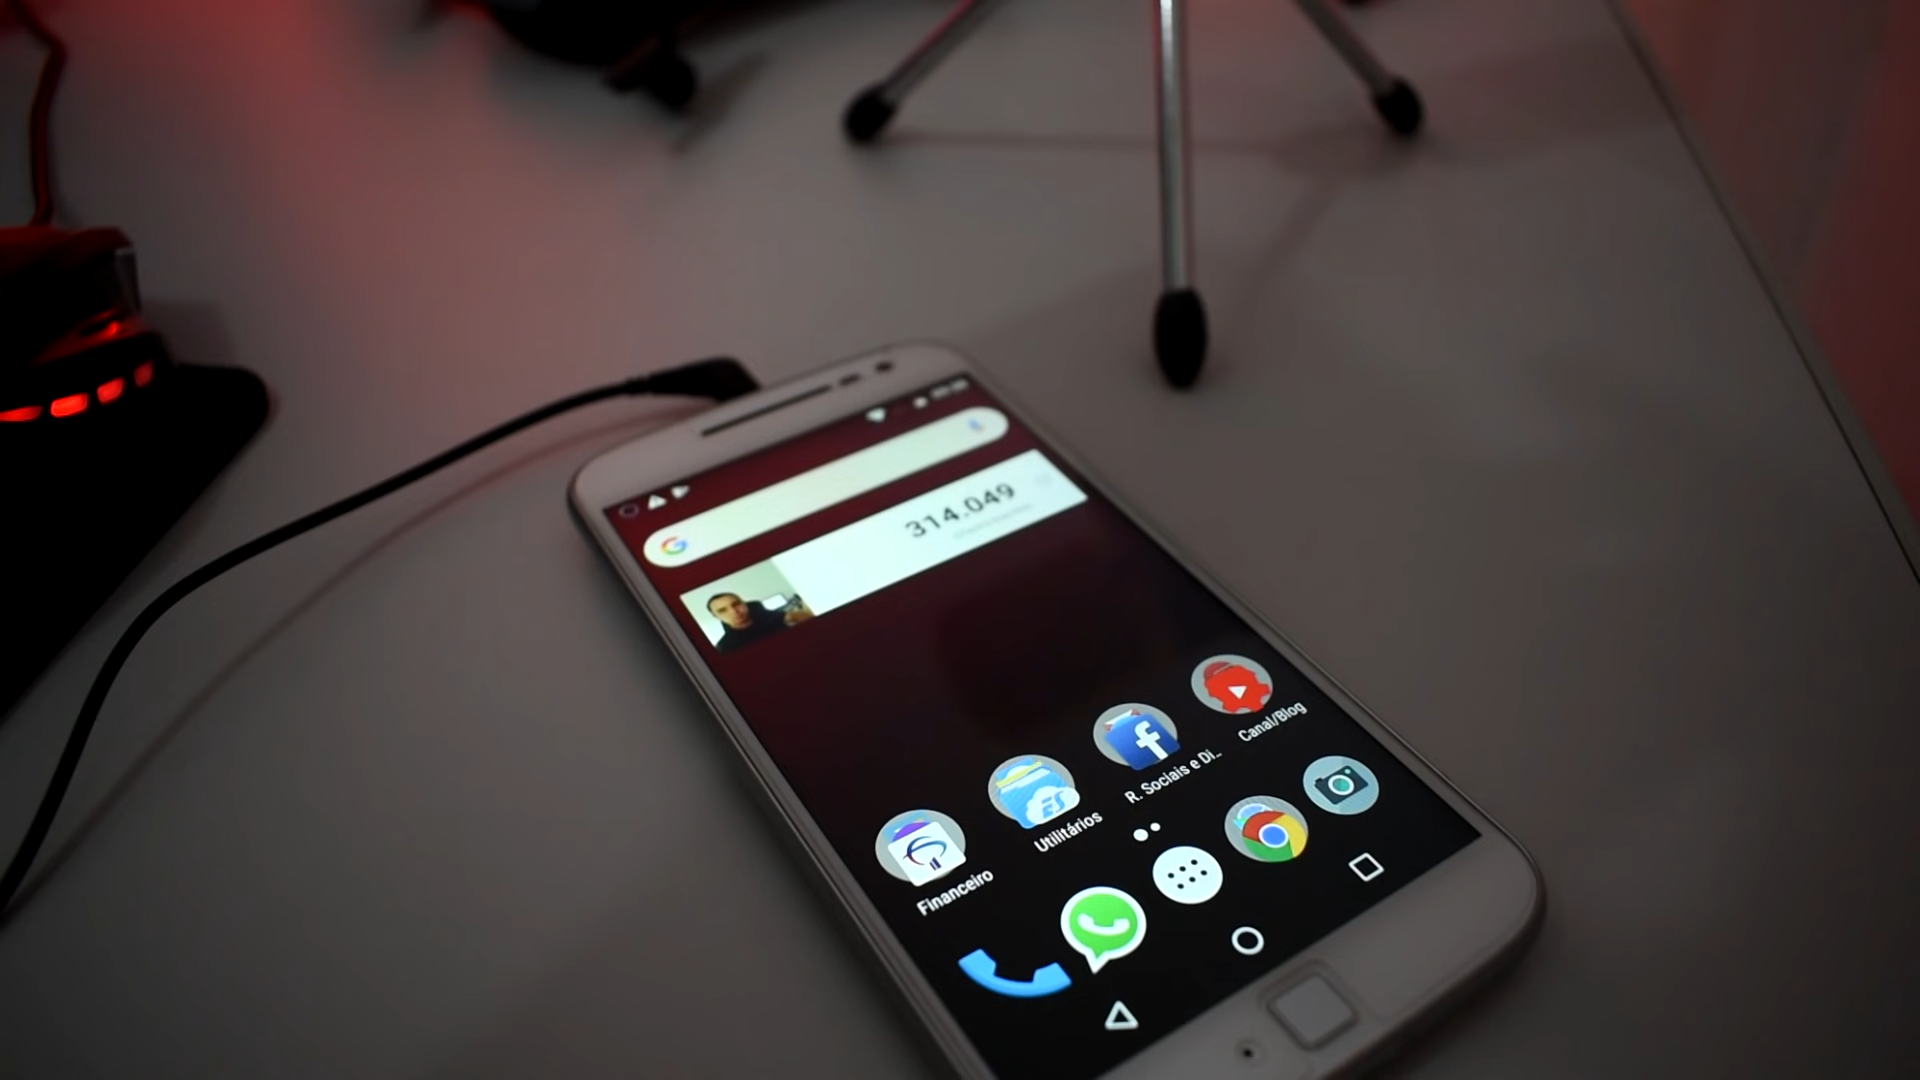 314.049
Canal/Blog
R. Sociais e Di...
Utilitários
Financeiro